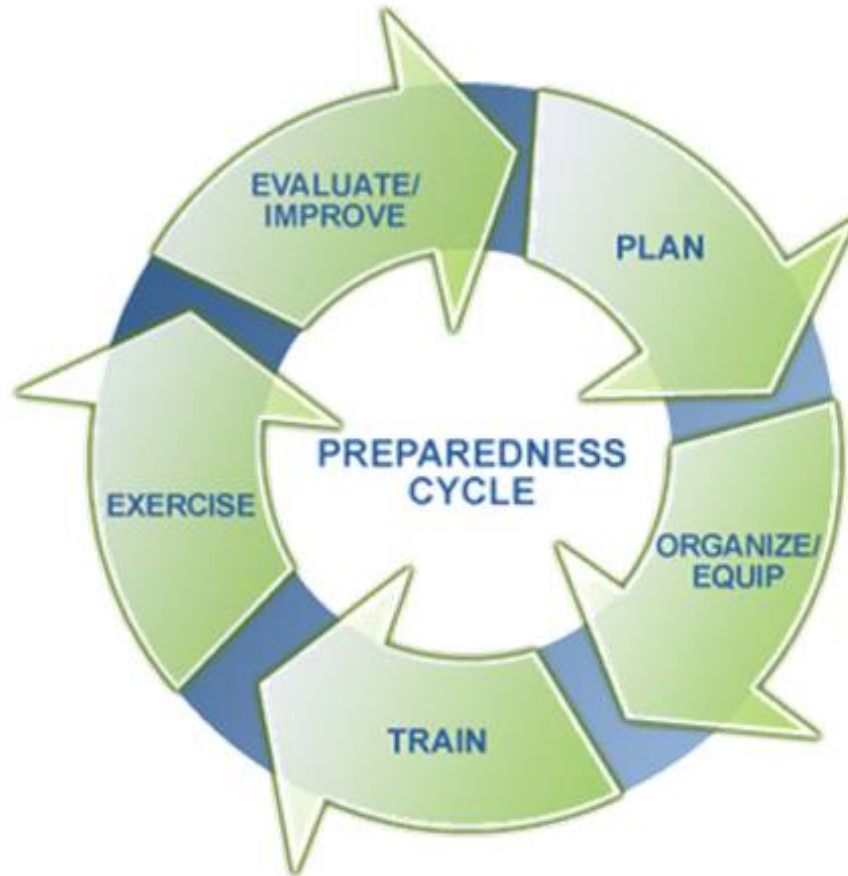 EVALUATE/
IMPROVE
PLAN
PREPAREDNESS
CYCLE
EXERCISE
ORGANIZE/
EQUIP
TRAIN